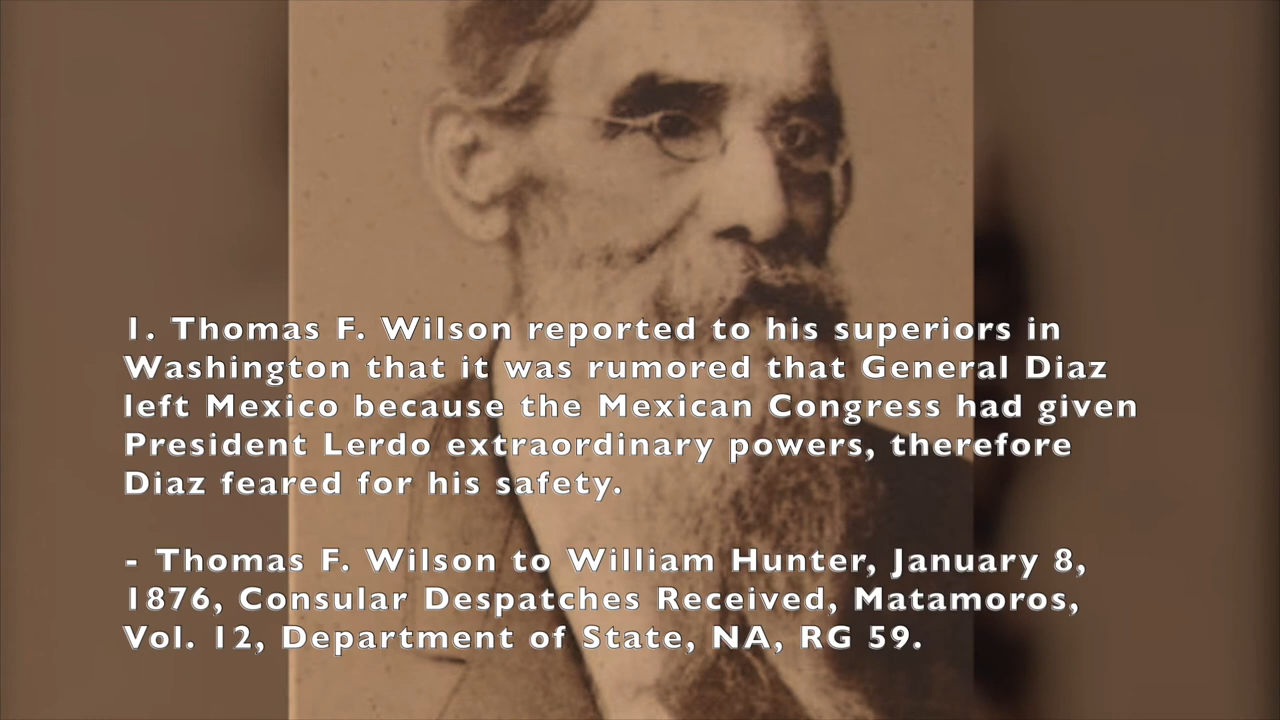 1. Thomas F. Wilson reported to his superiors in
Washington that it was rumored that General Diaz
left Mexico because the Mexican Congress had given
President Lerdo extraordinary powers, therefore
Diaz feared for his safety.
- Thomas F. Wilson to William Hunter, January 8,
1876, Consular Despatches Received, Matamoros,
Vol. 12, Department of State, NA, RG 59.